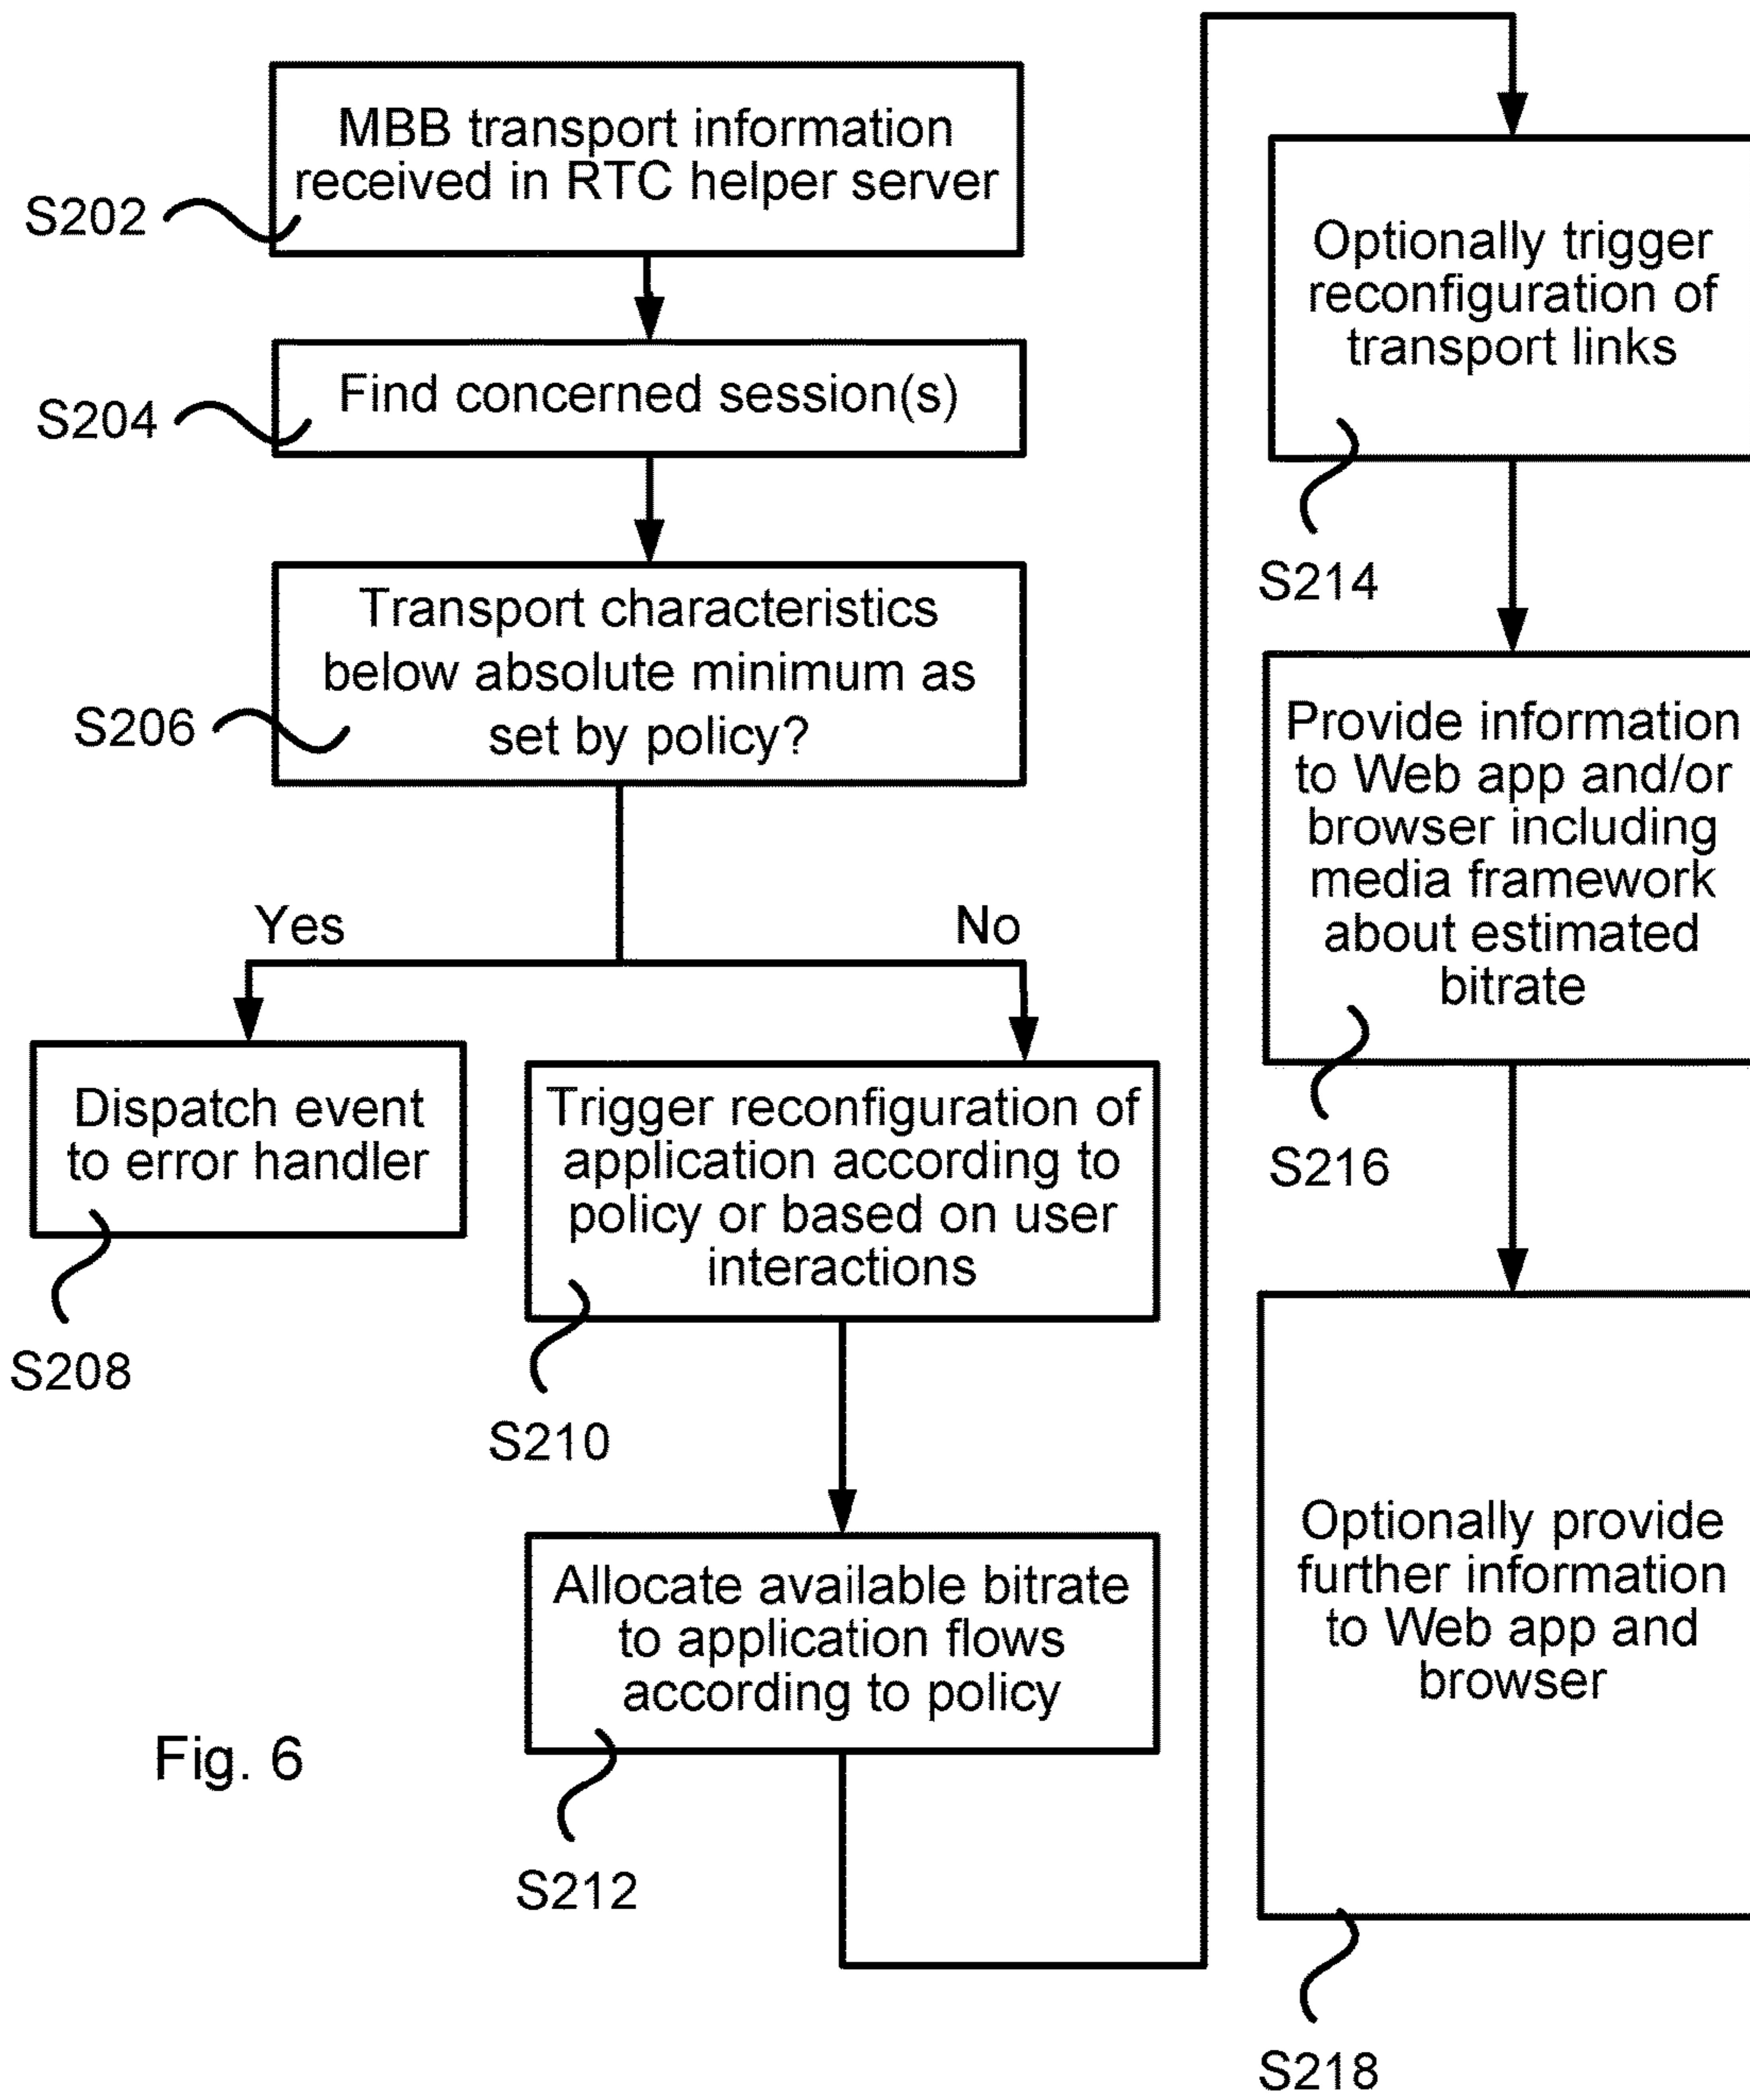 MBB transport information
received in RTC helper server
S202
Find concerned session(s)
S204
Transport characteristics
below absolute minimum as
set by policy?
S206
Yes
No
Dispatch event
to error handler
S208
Trigger reconfiguration of
application according to
policy or based on user
interactions
S210
Allocate available bitrate
to application flows
according to policy
S212
Optionally trigger
reconfiguration of
transport links
S214
Provide information
to Web app and/or
browser including
media framework
about estimated
bitrate
S216
Optionally provide
further information
to Web app and
browser
S218
Fig. 6